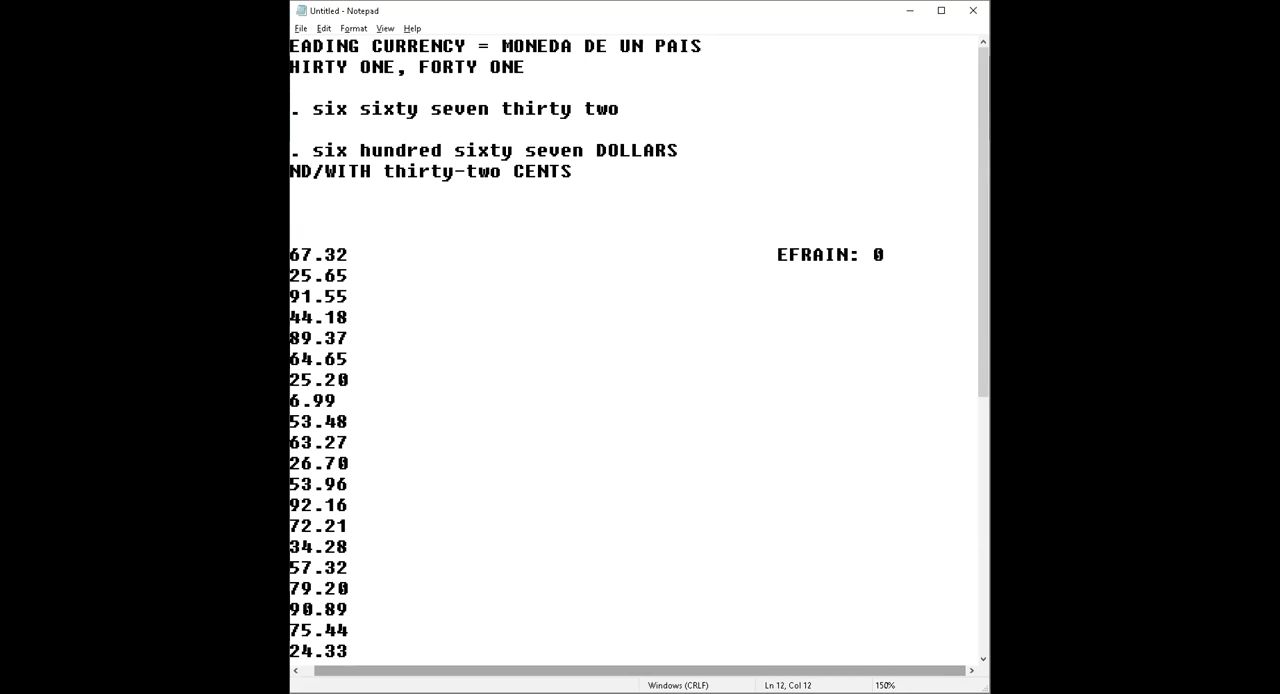 Untitled - Notepad
File Edit Format View Help
EADING CURRENCY = MONEDA DE UN PAIS
HIRTY ONE, FORTY ONE
. six sixty seven thirty two
. six hundred sixty seven DOLLARS
ND/WITH thirty-two CENTS
67.32 EFRAIN: 0
25.65
91.55
44.18
89.37
64.65
25.20
6.99
53.48
63.27
26.70
53.96
92.16
72.21
34.28
57.32
79.20
90.89
75.44
24.33
Windows (CRLF) Ln 12, Col 12 150%